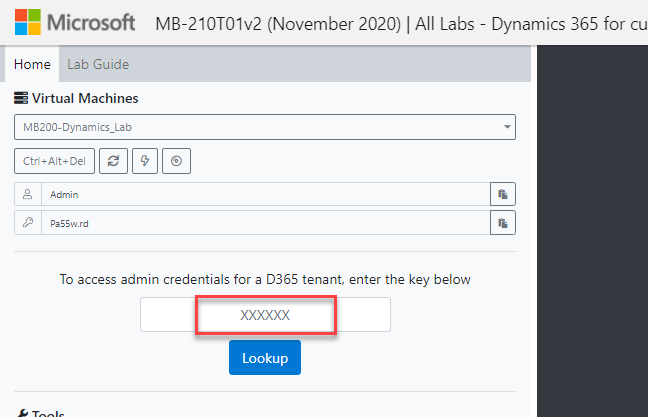 Microsoft MB-210T01v2 (November 2020) | All Labs - Dynamics 365 for cu
Home Lab Guide
Virtual Machines
MB200-Dynamics_Lab
Ctrl+Alt+Del
Admin
Pa55w.rd
To access admin credentials for a D365 tenant, enter the key below
XXXXXX
Lookup
Tools